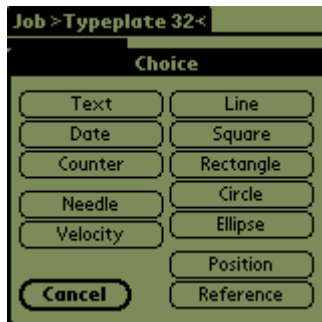 Job >Typeplate 32<
Choice
Text
Line
Date
Square
Counter
Rectangle
Needle
Circle
Velocity
Ellipse
Position
Cancel
Reference